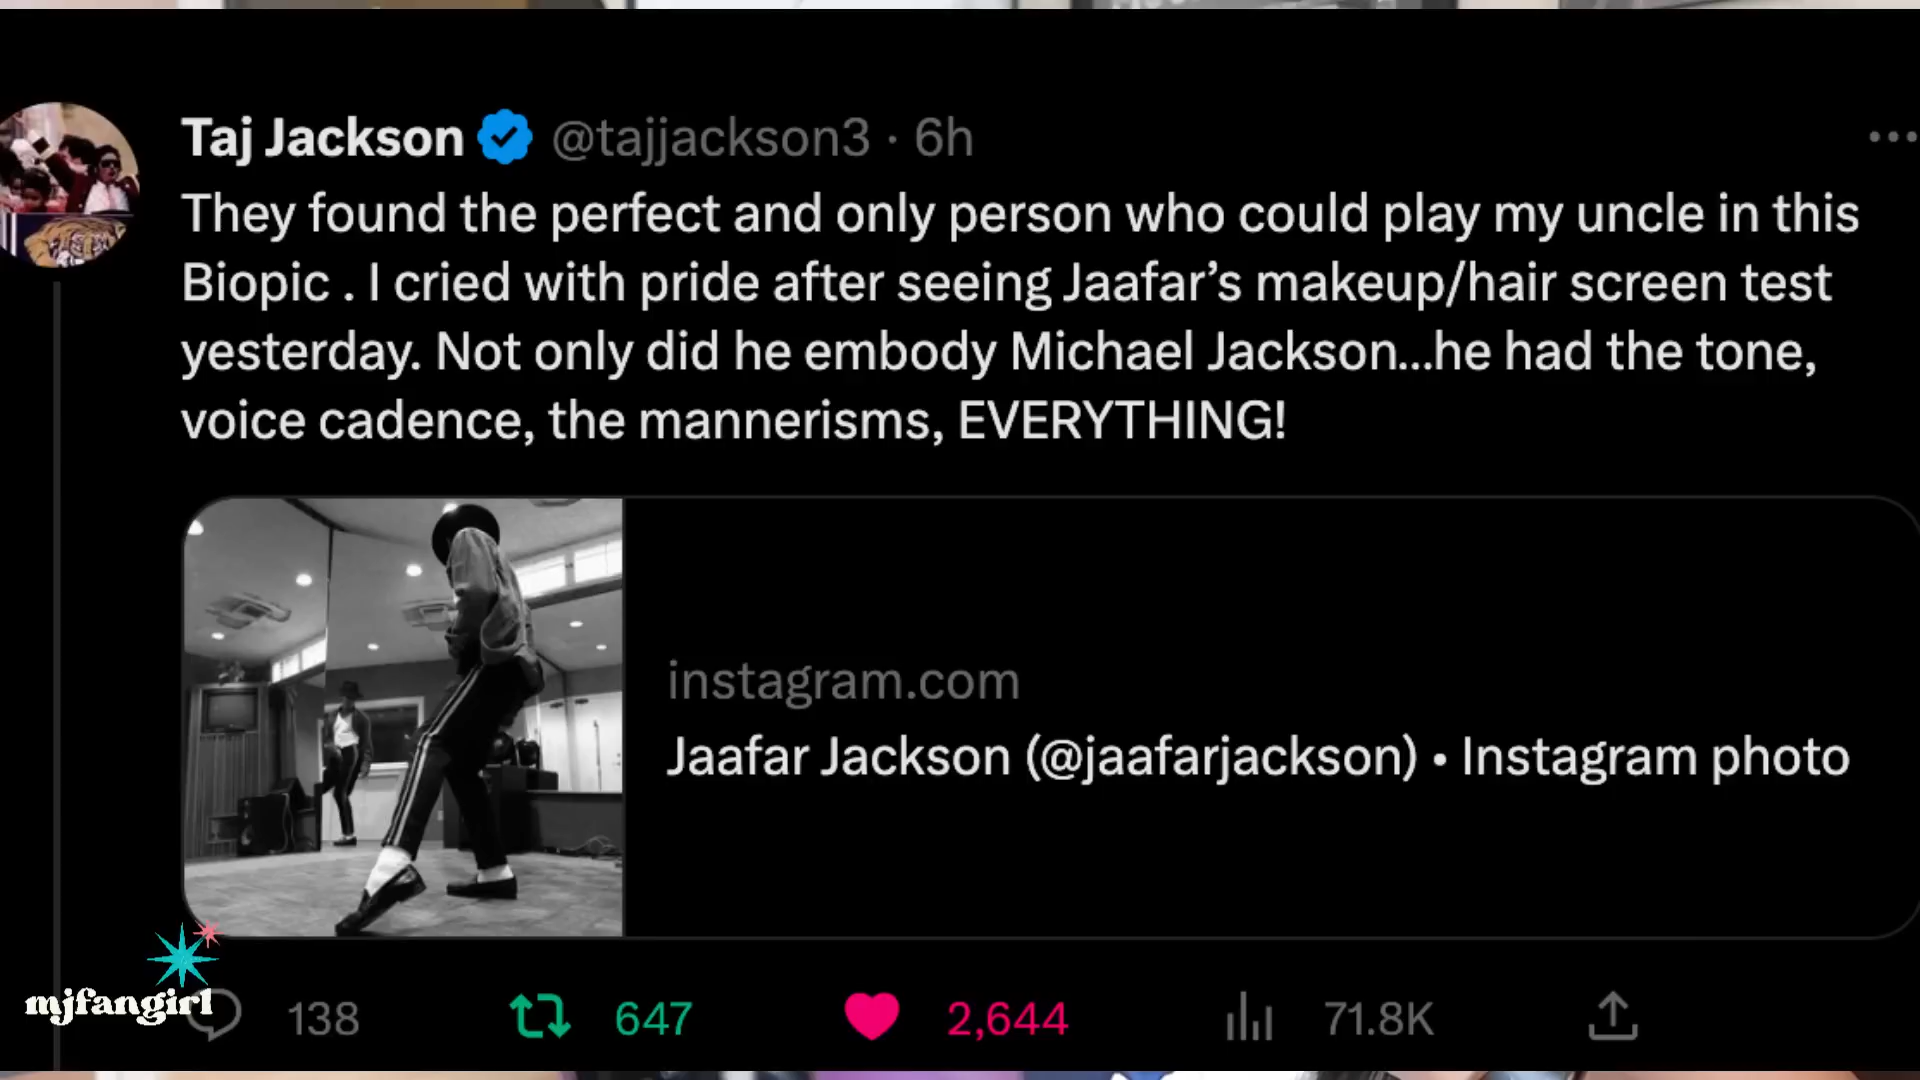 Taj Jackson @tajjackson3 · 6h
They found the perfect and only person who could play my uncle in this
Biopic . I cried with pride after seeing Jaafar’s makeup/hair screen test
yesterday. Not only did he embody Michael Jackson...he had the tone,
voice cadence, the mannerisms, EVERYTHING!
instagram.com
Jaafar Jackson (@jaafarjackson) • Instagram photo
mjfangirl
138 647 2,644 71.8K